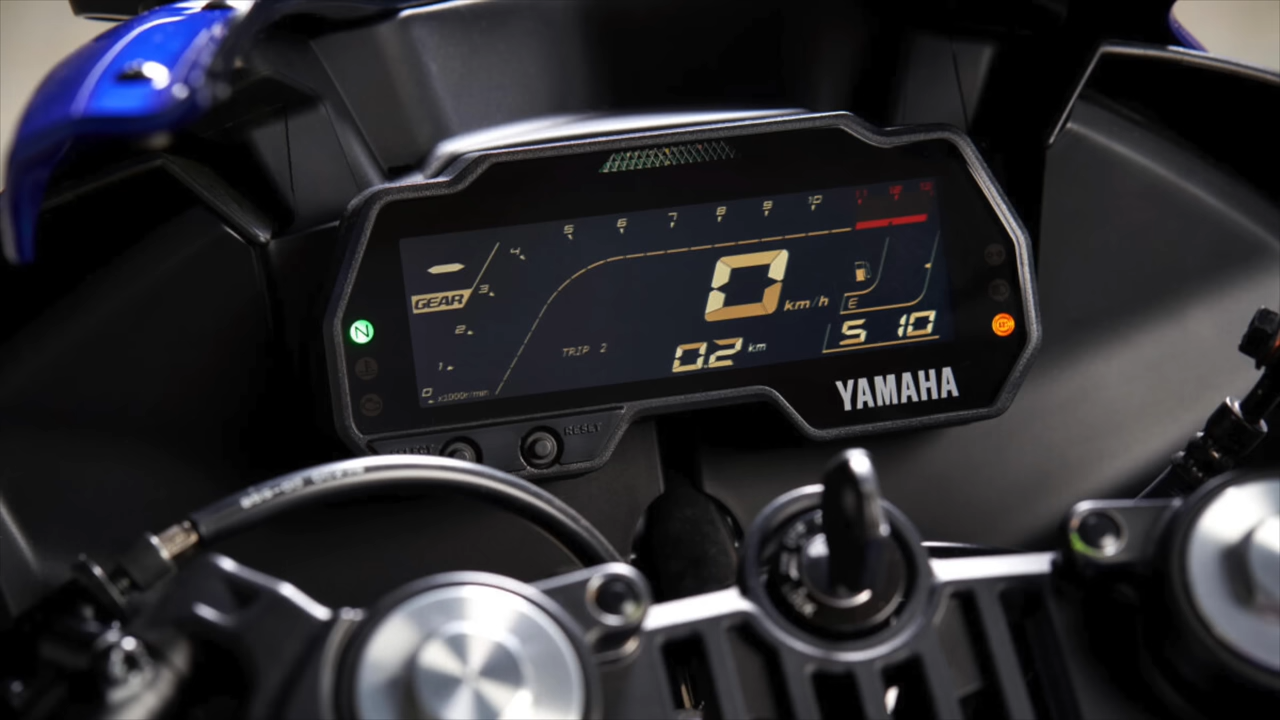 5 6 7 8 9 10 11 12 13
4
3
2
1
0 x1000r/min
GEAR
N
0 km/h
E
TRIP 2
0.2 km
5 10
YAMAHA
RESET